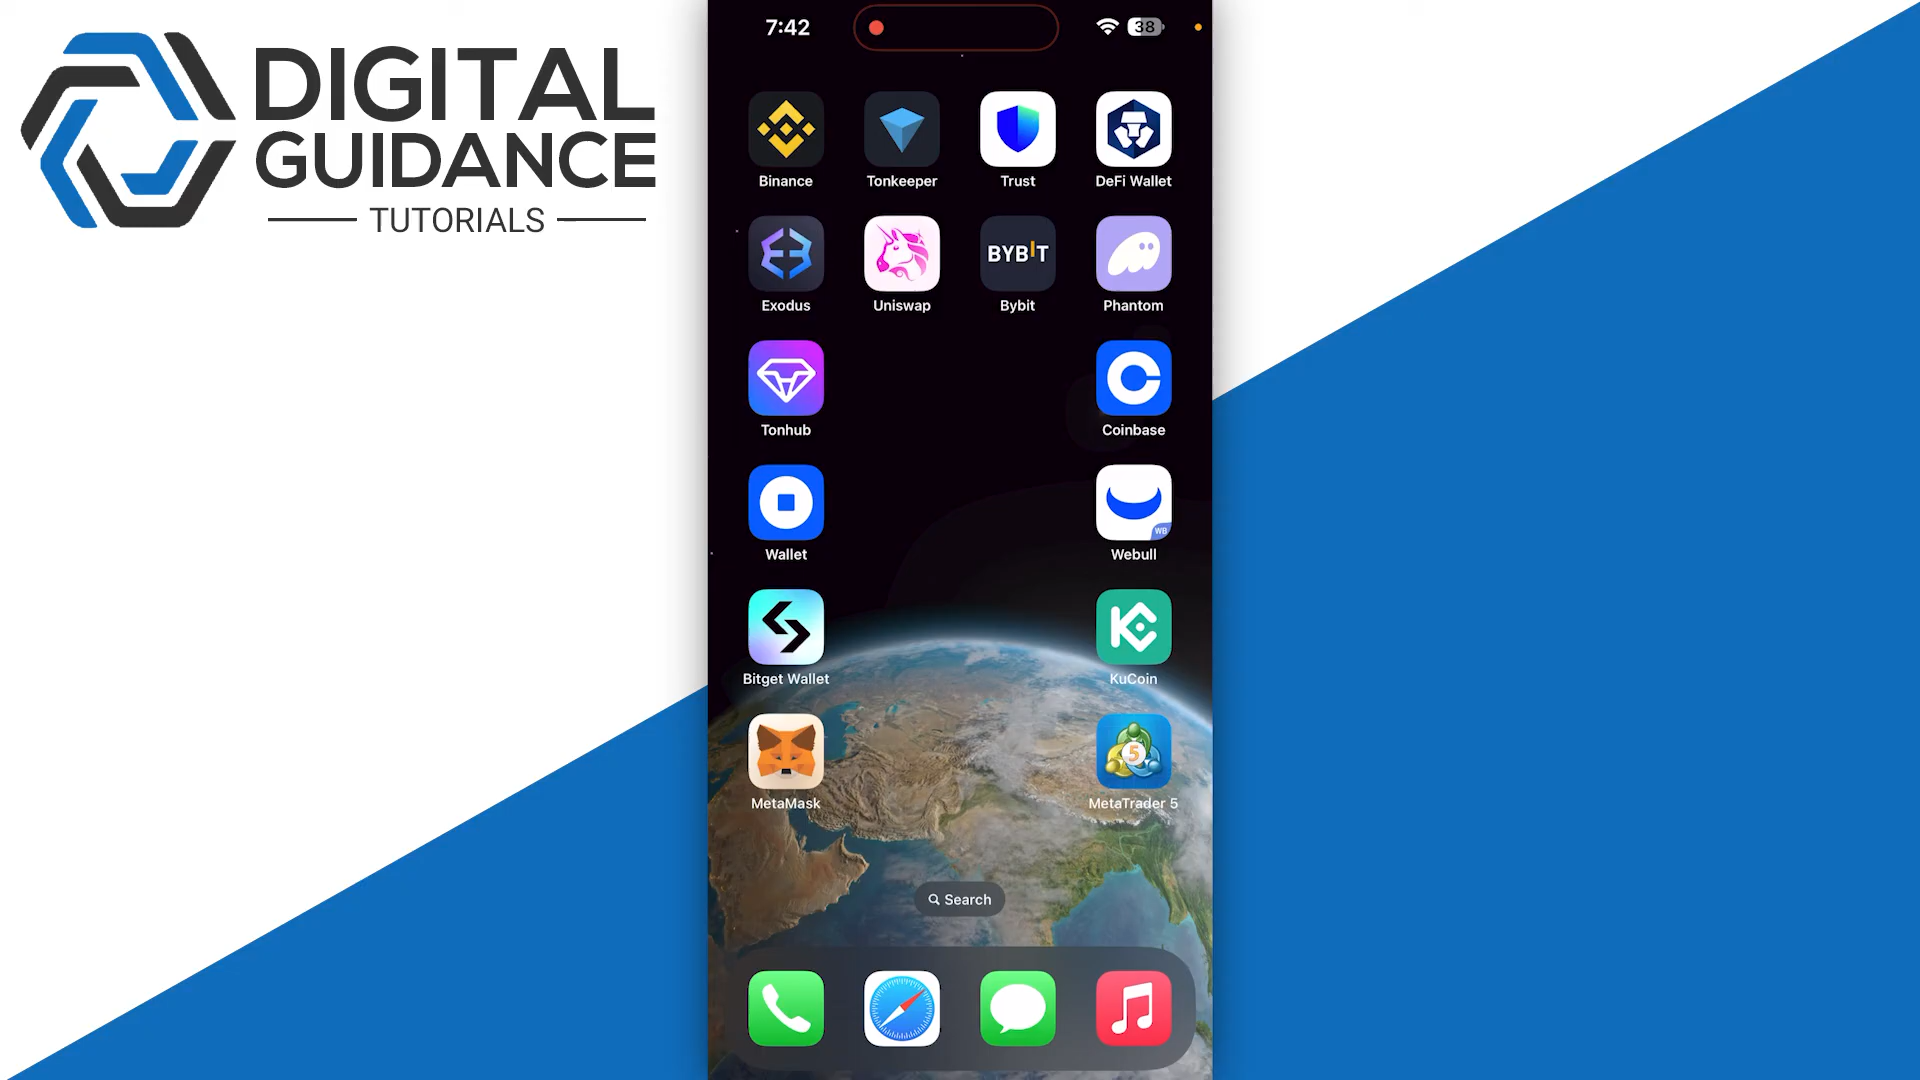 DIGITAL
GUIDANCE
TUTORIALS
7:42
38
Binance
Tonkeeper
Trust
DeFi Wallet
Exodus
Uniswap
BYBIT
Bybit
Phantom
Tonhub
Coinbase
Wallet
WB
Webull
Bitget Wallet
KuCoin
MetaMask
5
MetaTrader 5
Search